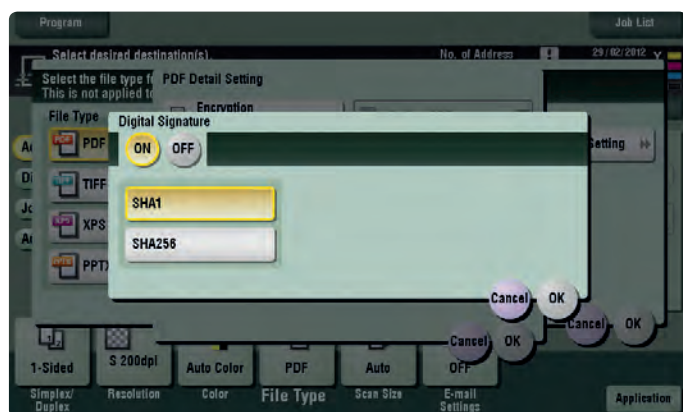 Program
Job List
Select desired destination(s).
No. of Address
29/02/2012
Select the file type f
PDF Detail Setting
This is not applied to
Encryption
File Type
Digital Signature
ON
OFF
PDF
Setting
TIFF
SHA1
XPS
SHA256
PPTX
Cancel
OK
Cancel
OK
Cancel
OK
1-Sided
S 200dpi
Auto Color
PDF
Auto
OFF
Simplex/
Duplex
Resolution
Color
File Type
Scan Size
E-mail
Settings
Application